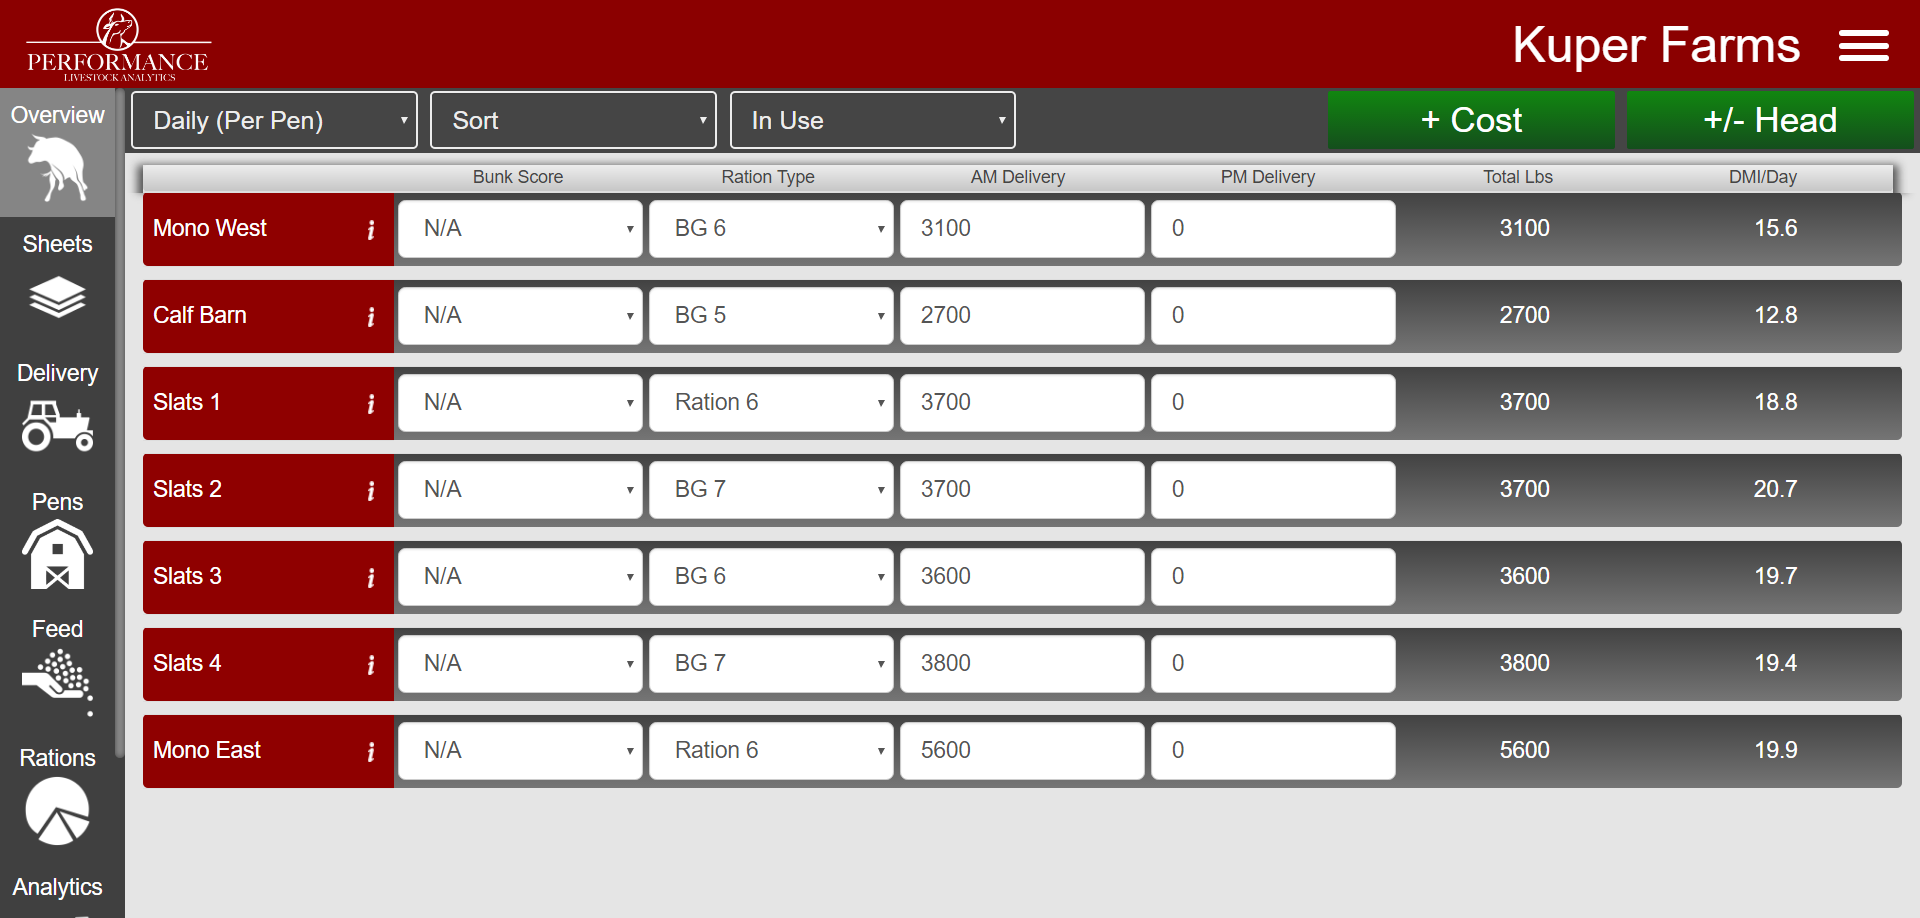 PERFORMANCE
LIVESTOCK ANALYTICS
Kuper Farms
Overview
Sheets
Delivery
Pens
Feed
Rations
Analytics
Daily (Per Pen) Sort In Use + Cost +/- Head
Bunk Score Ration Type AM Delivery PM Delivery Total Lbs DMI/Day
Mono West i N/A BG 6 3100 0 3100 15.6
Calf Barn i N/A BG 5 2700 0 2700 12.8
Slats 1 i N/A Ration 6 3700 0 3700 18.8
Slats 2 i N/A BG 7 3700 0 3700 20.7
Slats 3 i N/A BG 6 3600 0 3600 19.7
Slats 4 i N/A BG 7 3800 0 3800 19.4
Mono East i N/A Ration 6 5600 0 5600 19.9